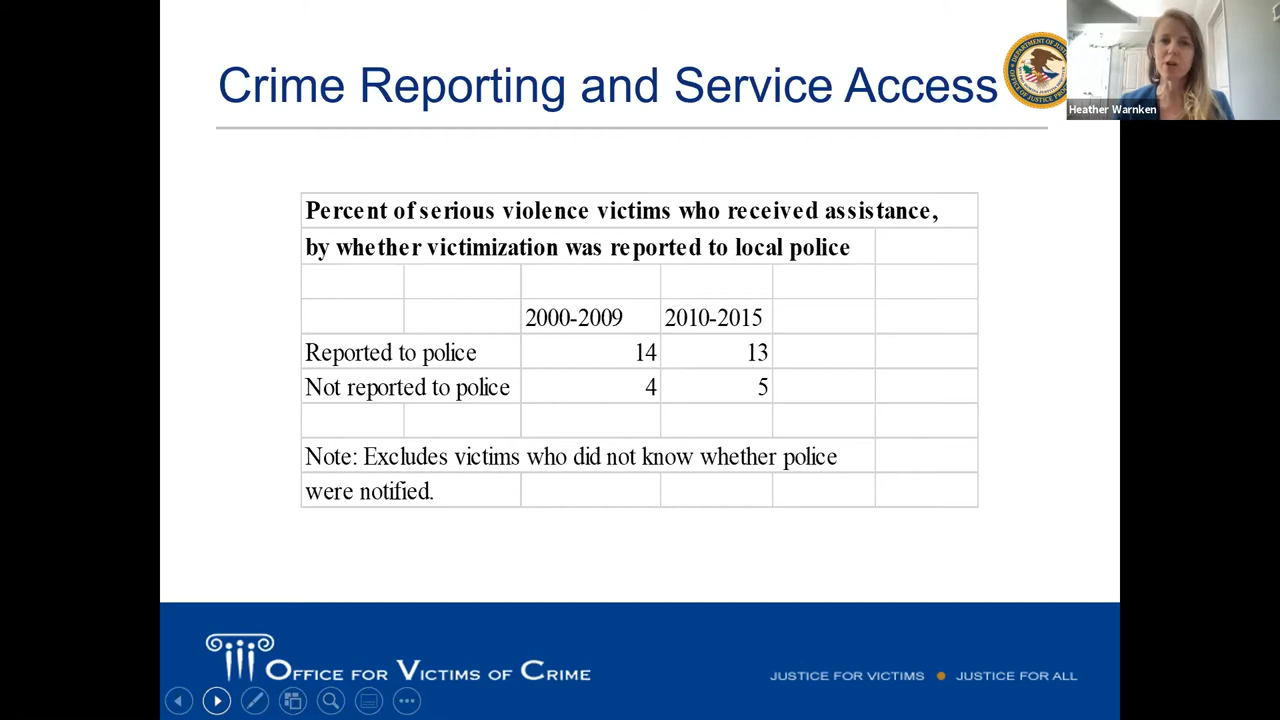 Crime Reporting and Service Access
Heather Warnken
Percent of serious violence victims who received assistance,
by whether victimization was reported to local police
2000-2009 2010-2015
Reported to police 14 13
Not reported to police 4 5
Note: Excludes victims who did not know whether police
were notified.
OFFICE FOR VICTIMS OF CRIME
JUSTICE FOR VICTIMS • JUSTICE FOR ALL